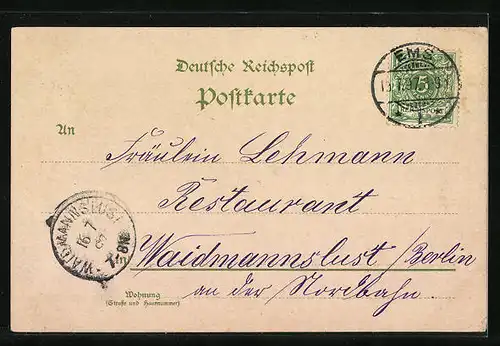 Deutsche Reichspost
Postkarte
EMS
5
An
Fräulein Lehmann
Restaurant
WAIDMANNSLUST
Waidmannslust/Berlin
an der Nordbahn.
Wohnung
(Straße und Hausnummer)